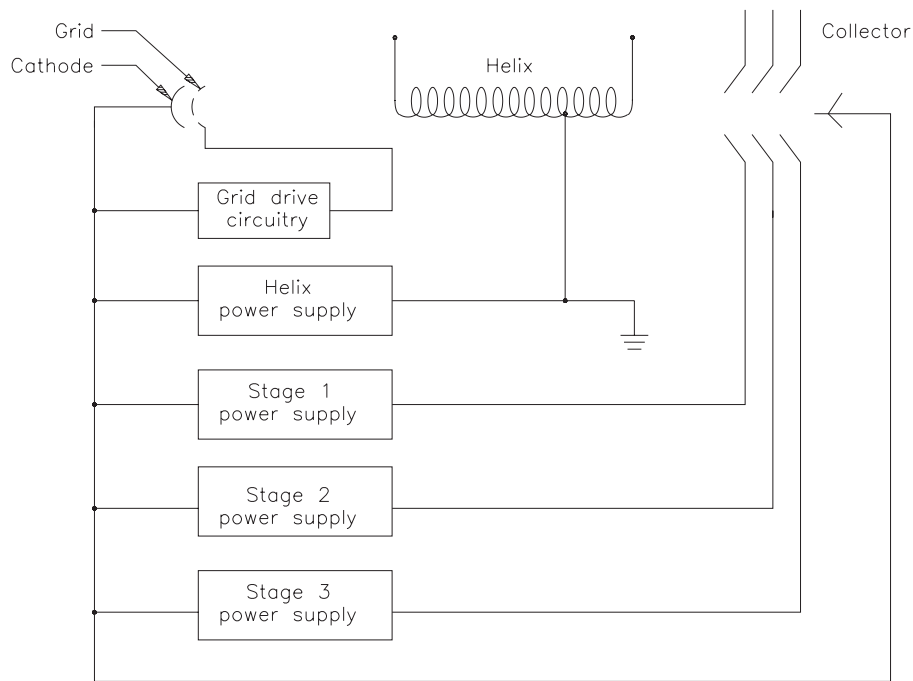 Grid
Cathode
Helix
Collector
Grid drive
circuitry
Helix
power supply
Stage 1
power supply
Stage 2
power supply
Stage 3
power supply